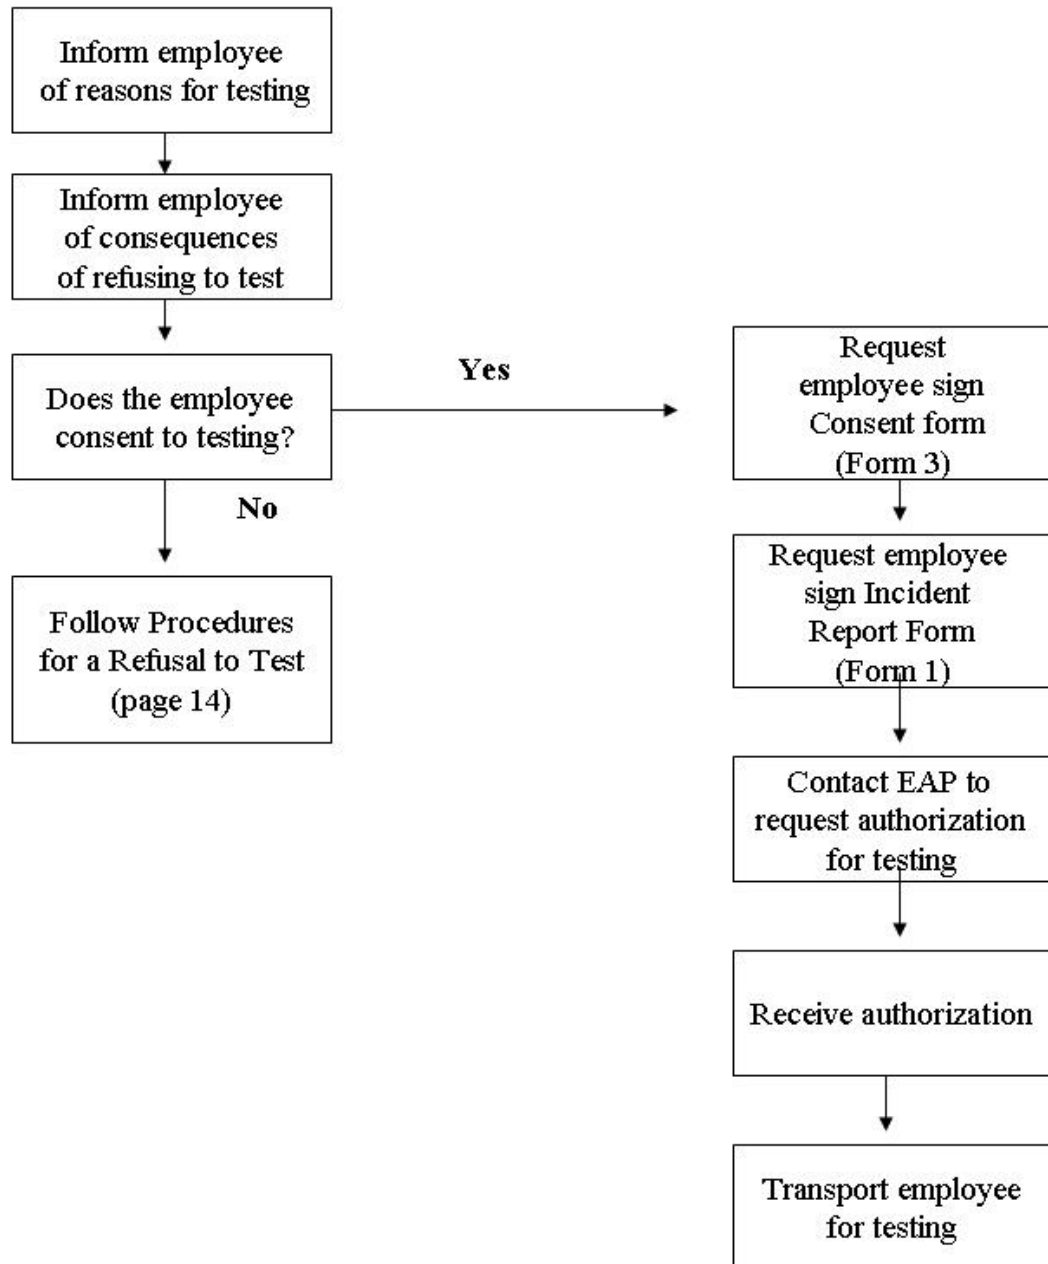 Inform employee
of reasons for testing
Inform employee
of consequences
of refusing to test
Does the employee
consent to testing?
Yes
No
Follow Procedures
for a Refusal to Test
(page 14)
Request
employee sign
Consent form
(Form 3)
Request employee
sign Incident
Report Form
(Form 1)
Contact EAP to
request authorization
for testing
Receive authorization
Transport employee
for testing